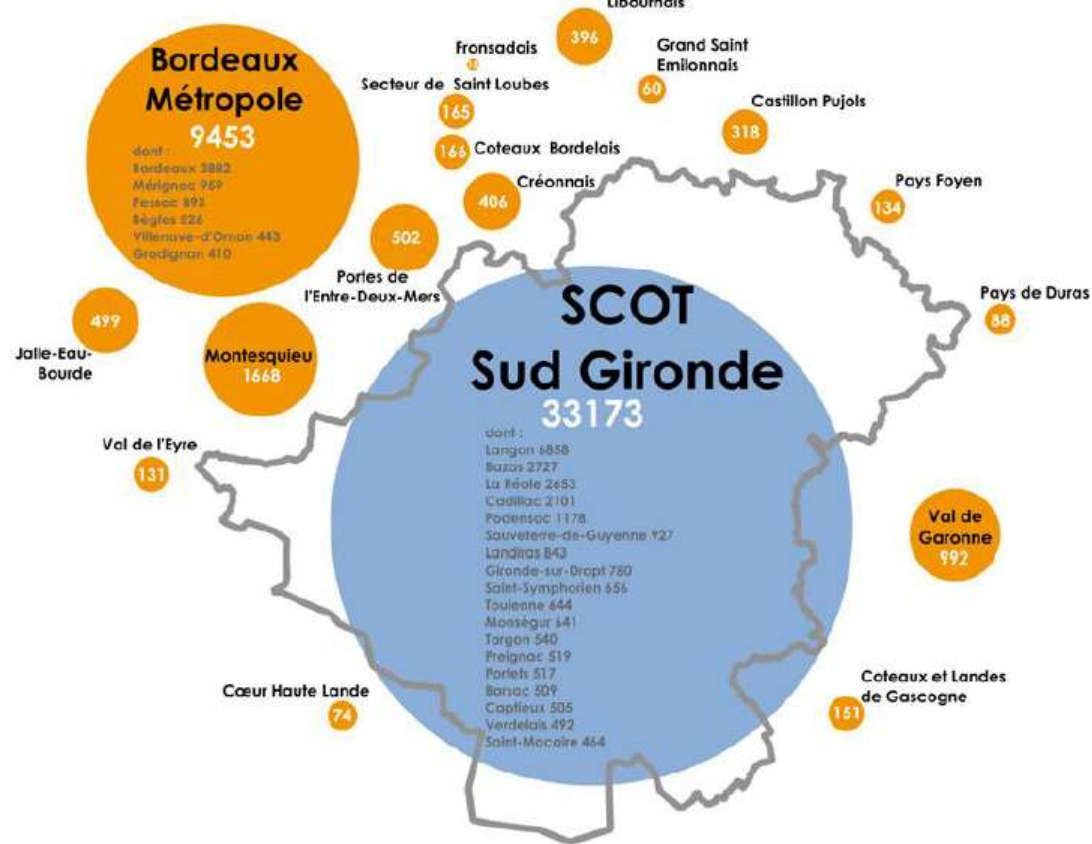 Libournais
396
Fronsadais
Grand Saint
Emilionnais
60
Secteur de Saint Loubes
165
Castillon Pujols
318
Bordeaux
Métropole
9453
dont :
Bordeaux 3882
Mérignac 959
Pessac 893
Bègles 526
Villenave-d'Ornon 443
Gradignan 410
166
Coteaux Bordelais
Créonnais
406
Pays Foyen
134
502
Portes de
l'Entre-Deux-Mers
Pays de Duras
88
499
Jalle-Eau-
Bourde
Montesquieu
1668
SCOT
Sud Gironde
33173
dont :
Langon 6858
Bazas 2727
La Réole 2653
Cadillac 2101
Podensac 1178
Sauveterre-de-Guyenne 927
Landiras 843
Gironde-sur-Dropt 780
Saint-Symphorien 656
Toulenne 644
Monségur 641
Targon 540
Preignac 519
Portets 517
Barsac 509
Captieux 505
Verdelais 492
Saint-Macaire 464
Val de l'Eyre
131
Val de
Garonne
992
Cœur Haute Lande
74
Coteaux et Landes
de Gascogne
151